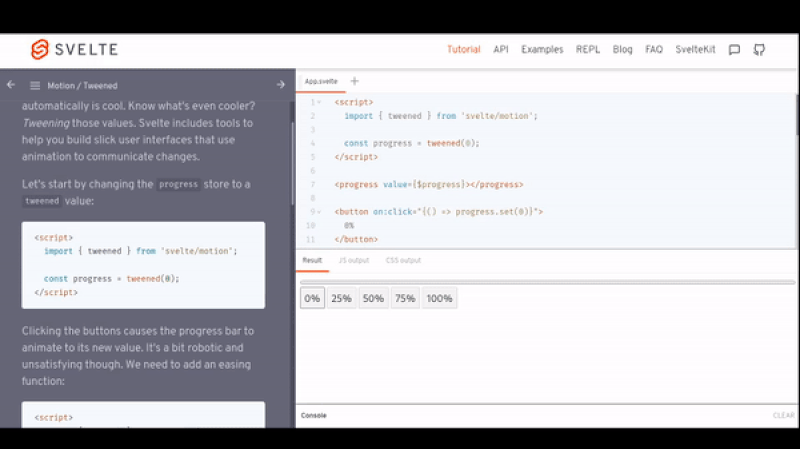 SVELTE
Tutorial API Examples REPL Blog FAQ SvelteKit
Motion / Tweened
automatically is cool. Know what's even cooler?
Tweening those values. Svelte includes tools to
help you build slick user interfaces that use
animation to communicate changes.
Let's start by changing the progress store to a
tweened value:
<script>
import { tweened } from 'svelte/motion';
const progress = tweened(0);
</script>
Clicking the buttons causes the progress bar to
animate to its new value. It's a bit robotic and
unsatisfying though. We need to add an easing
function:
<script>
App.svelte +
1 <script>
2 import { tweened } from 'svelte/motion';
3
4 const progress = tweened(0);
5 </script>
6
7 <progress value={$progress}></progress>
8
9 <button on:click="{() => progress.set(0)}">
10 0%
11 </button>
Result JS output CSS output
0% 25% 50% 75% 100%
Console CLEAR